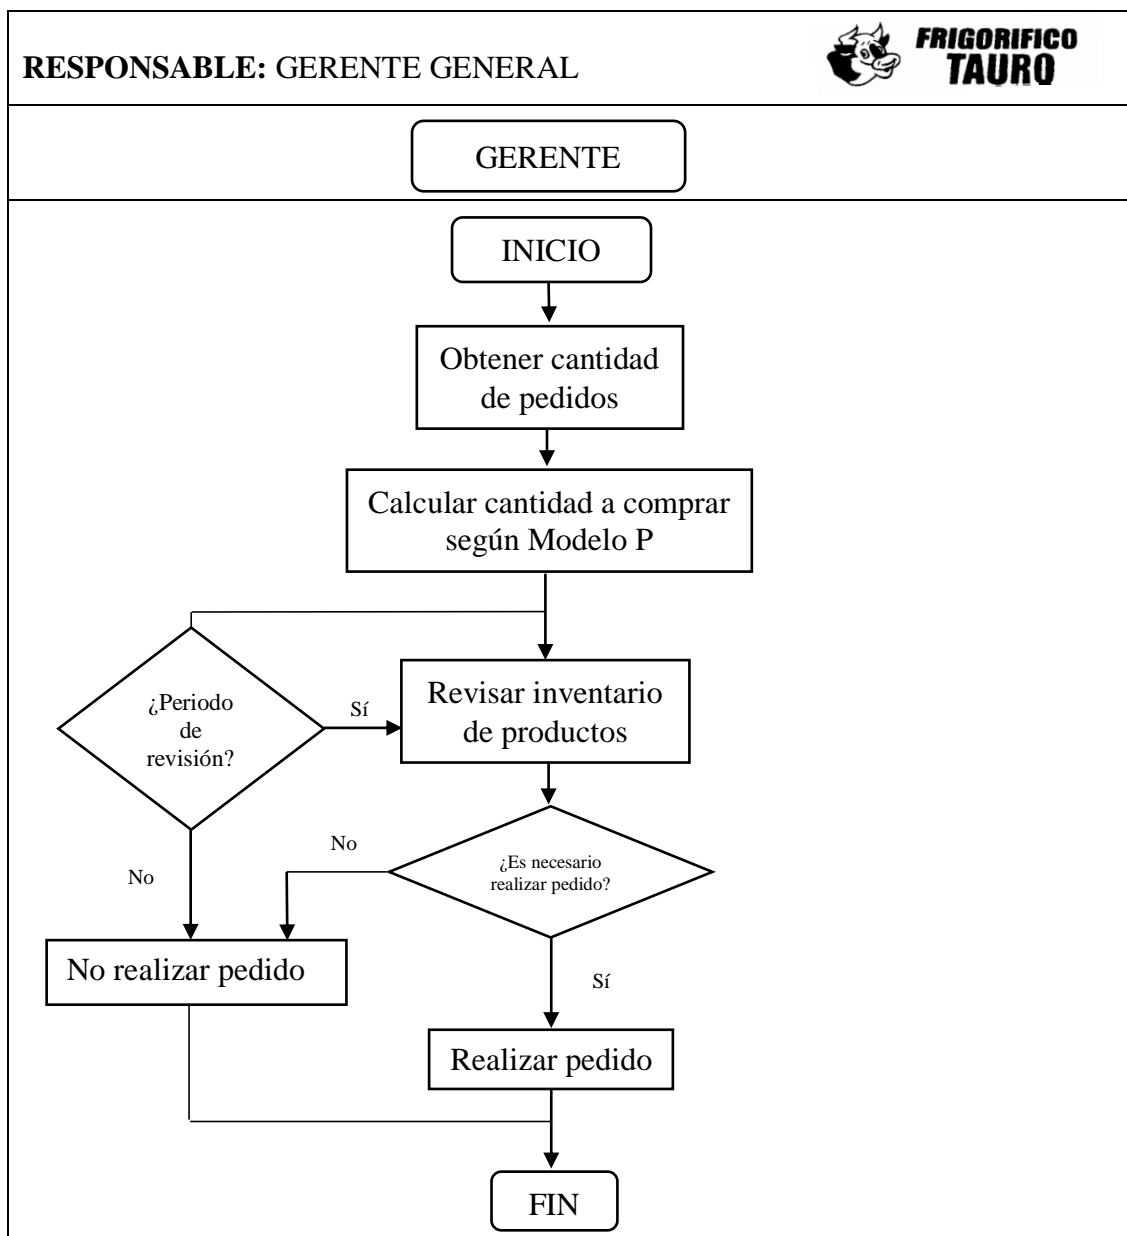 RESPONSABLE: GERENTE GENERAL
FRIGORIFICO
TAURO
GERENTE
INICIO
Obtener cantidad
de pedidos
Calcular cantidad a comprar
según Modelo P
¿Periodo
de
revisión?
Sí
Revisar inventario
de productos
No
No
¿Es necesario
realizar pedido?
No realizar pedido
Sí
Realizar pedido
FIN